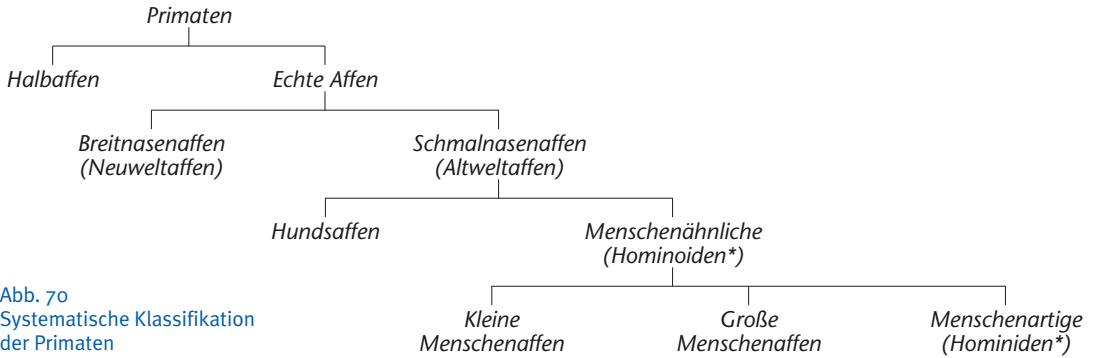 Primaten
Halbaffen
Echte Affen
Breitnasenaffen
(Neuweltaffen)
Schmalnasenaffen
(Altweltaffen)
Hundsaffen
Menschenähnliche
(Hominoiden*)
Abb. 70
Systematische Klassifikation
der Primaten
Kleine
Menschenaffen
Große
Menschenaffen
Menschenartige
(Hominiden*)